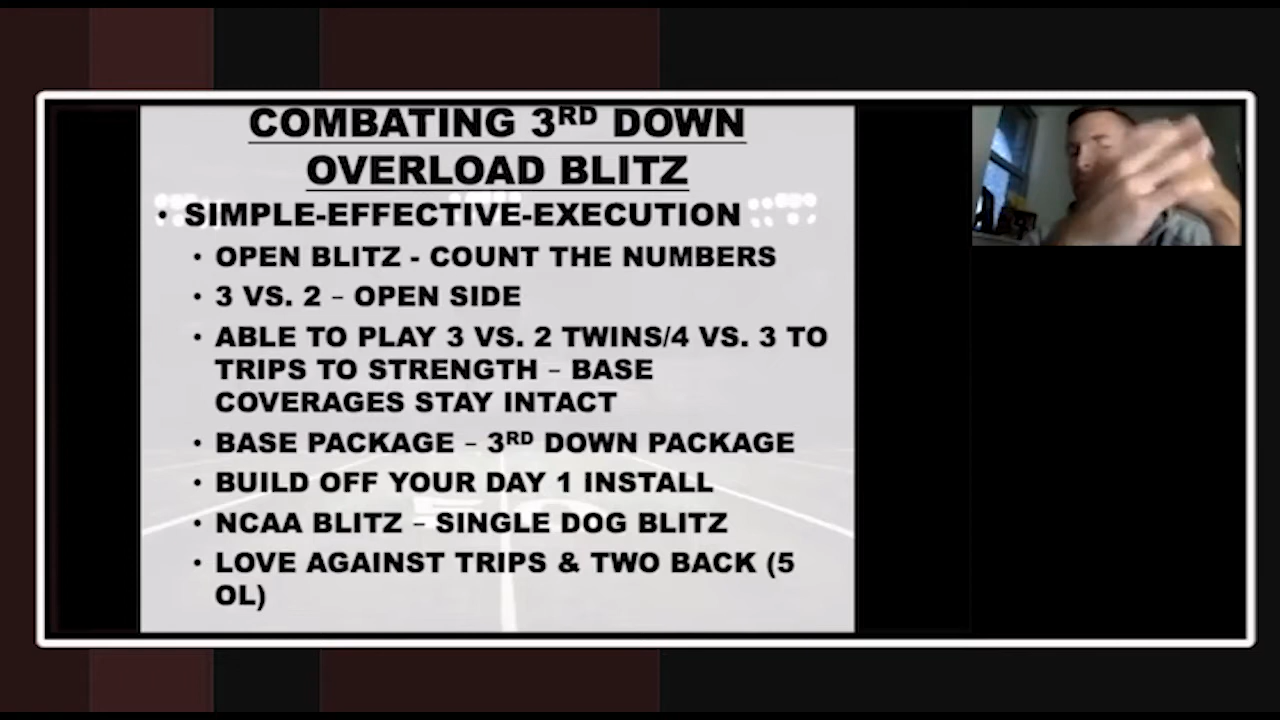 COMBATING 3RD DOWN
OVERLOAD BLITZ
• SIMPLE-EFFECTIVE-EXECUTION
• OPEN BLITZ - COUNT THE NUMBERS
• 3 VS. 2 – OPEN SIDE
• ABLE TO PLAY 3 VS. 2 TWINS/4 VS. 3 TO
TRIPS TO STRENGTH – BASE
COVERAGES STAY INTACT
• BASE PACKAGE – 3RD DOWN PACKAGE
• BUILD OFF YOUR DAY 1 INSTALL
• NCAA BLITZ – SINGLE DOG BLITZ
• LOVE AGAINST TRIPS & TWO BACK (5
OL)